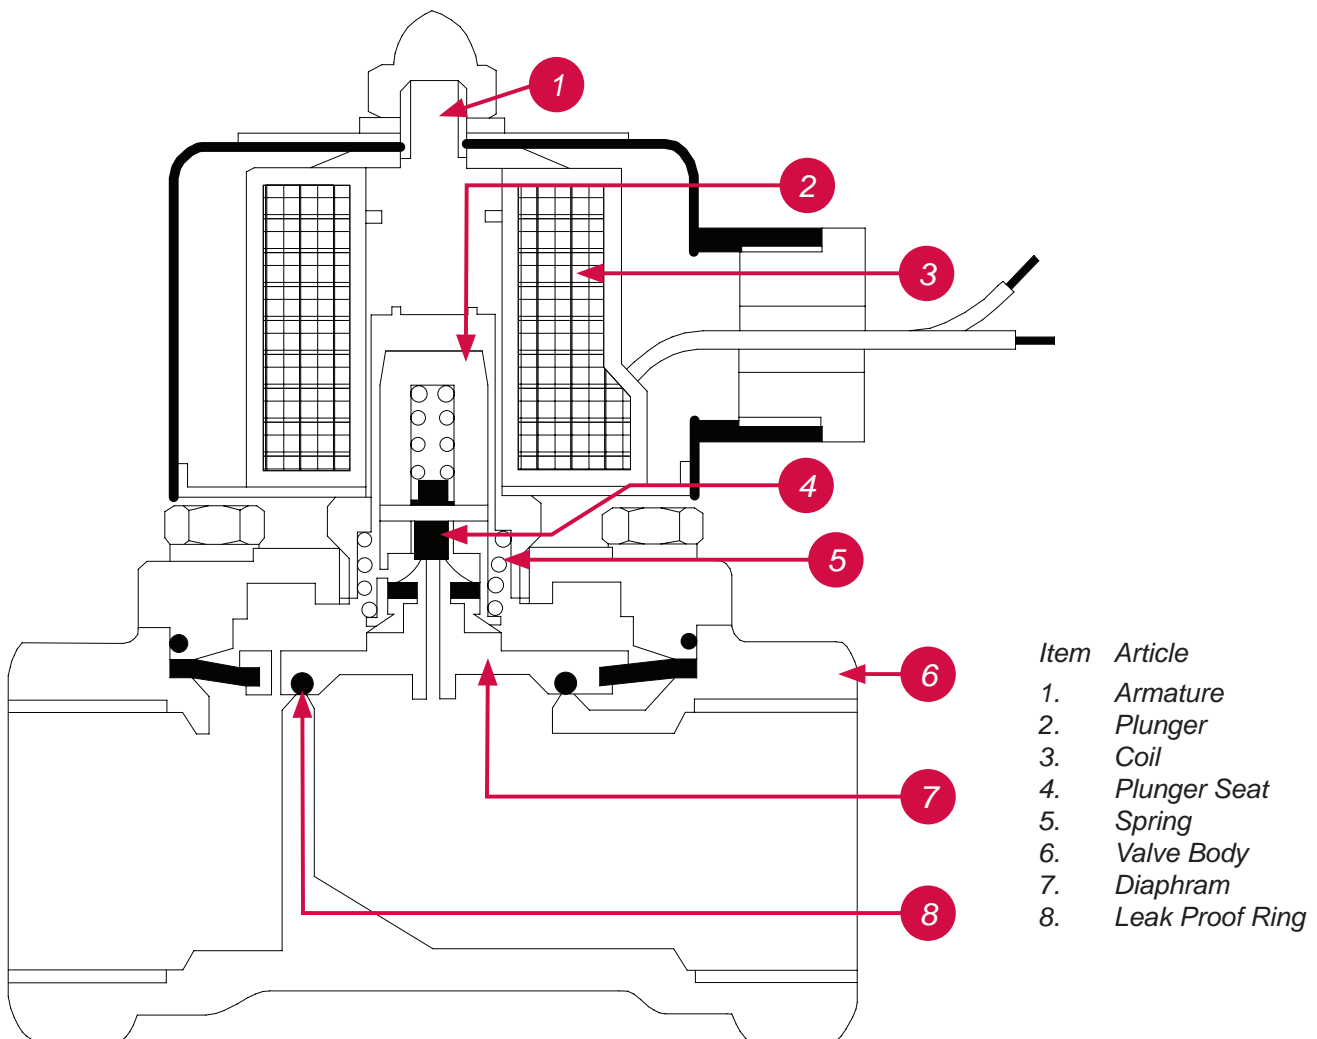 1
2
3
4
5
6
7
8
Item Article
1. Armature
2. Plunger
3. Coil
4. Plunger Seat
5. Spring
6. Valve Body
7. Diaphram
8. Leak Proof Ring